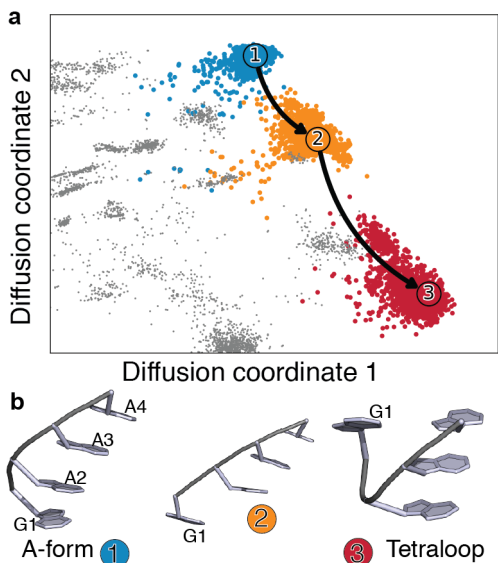 a
Diffusion coordinate 2
1
2
3
Diffusion coordinate 1
b
A4
A3
A2
G1
A-form 1
G1
2
G1
3 Tetraloop